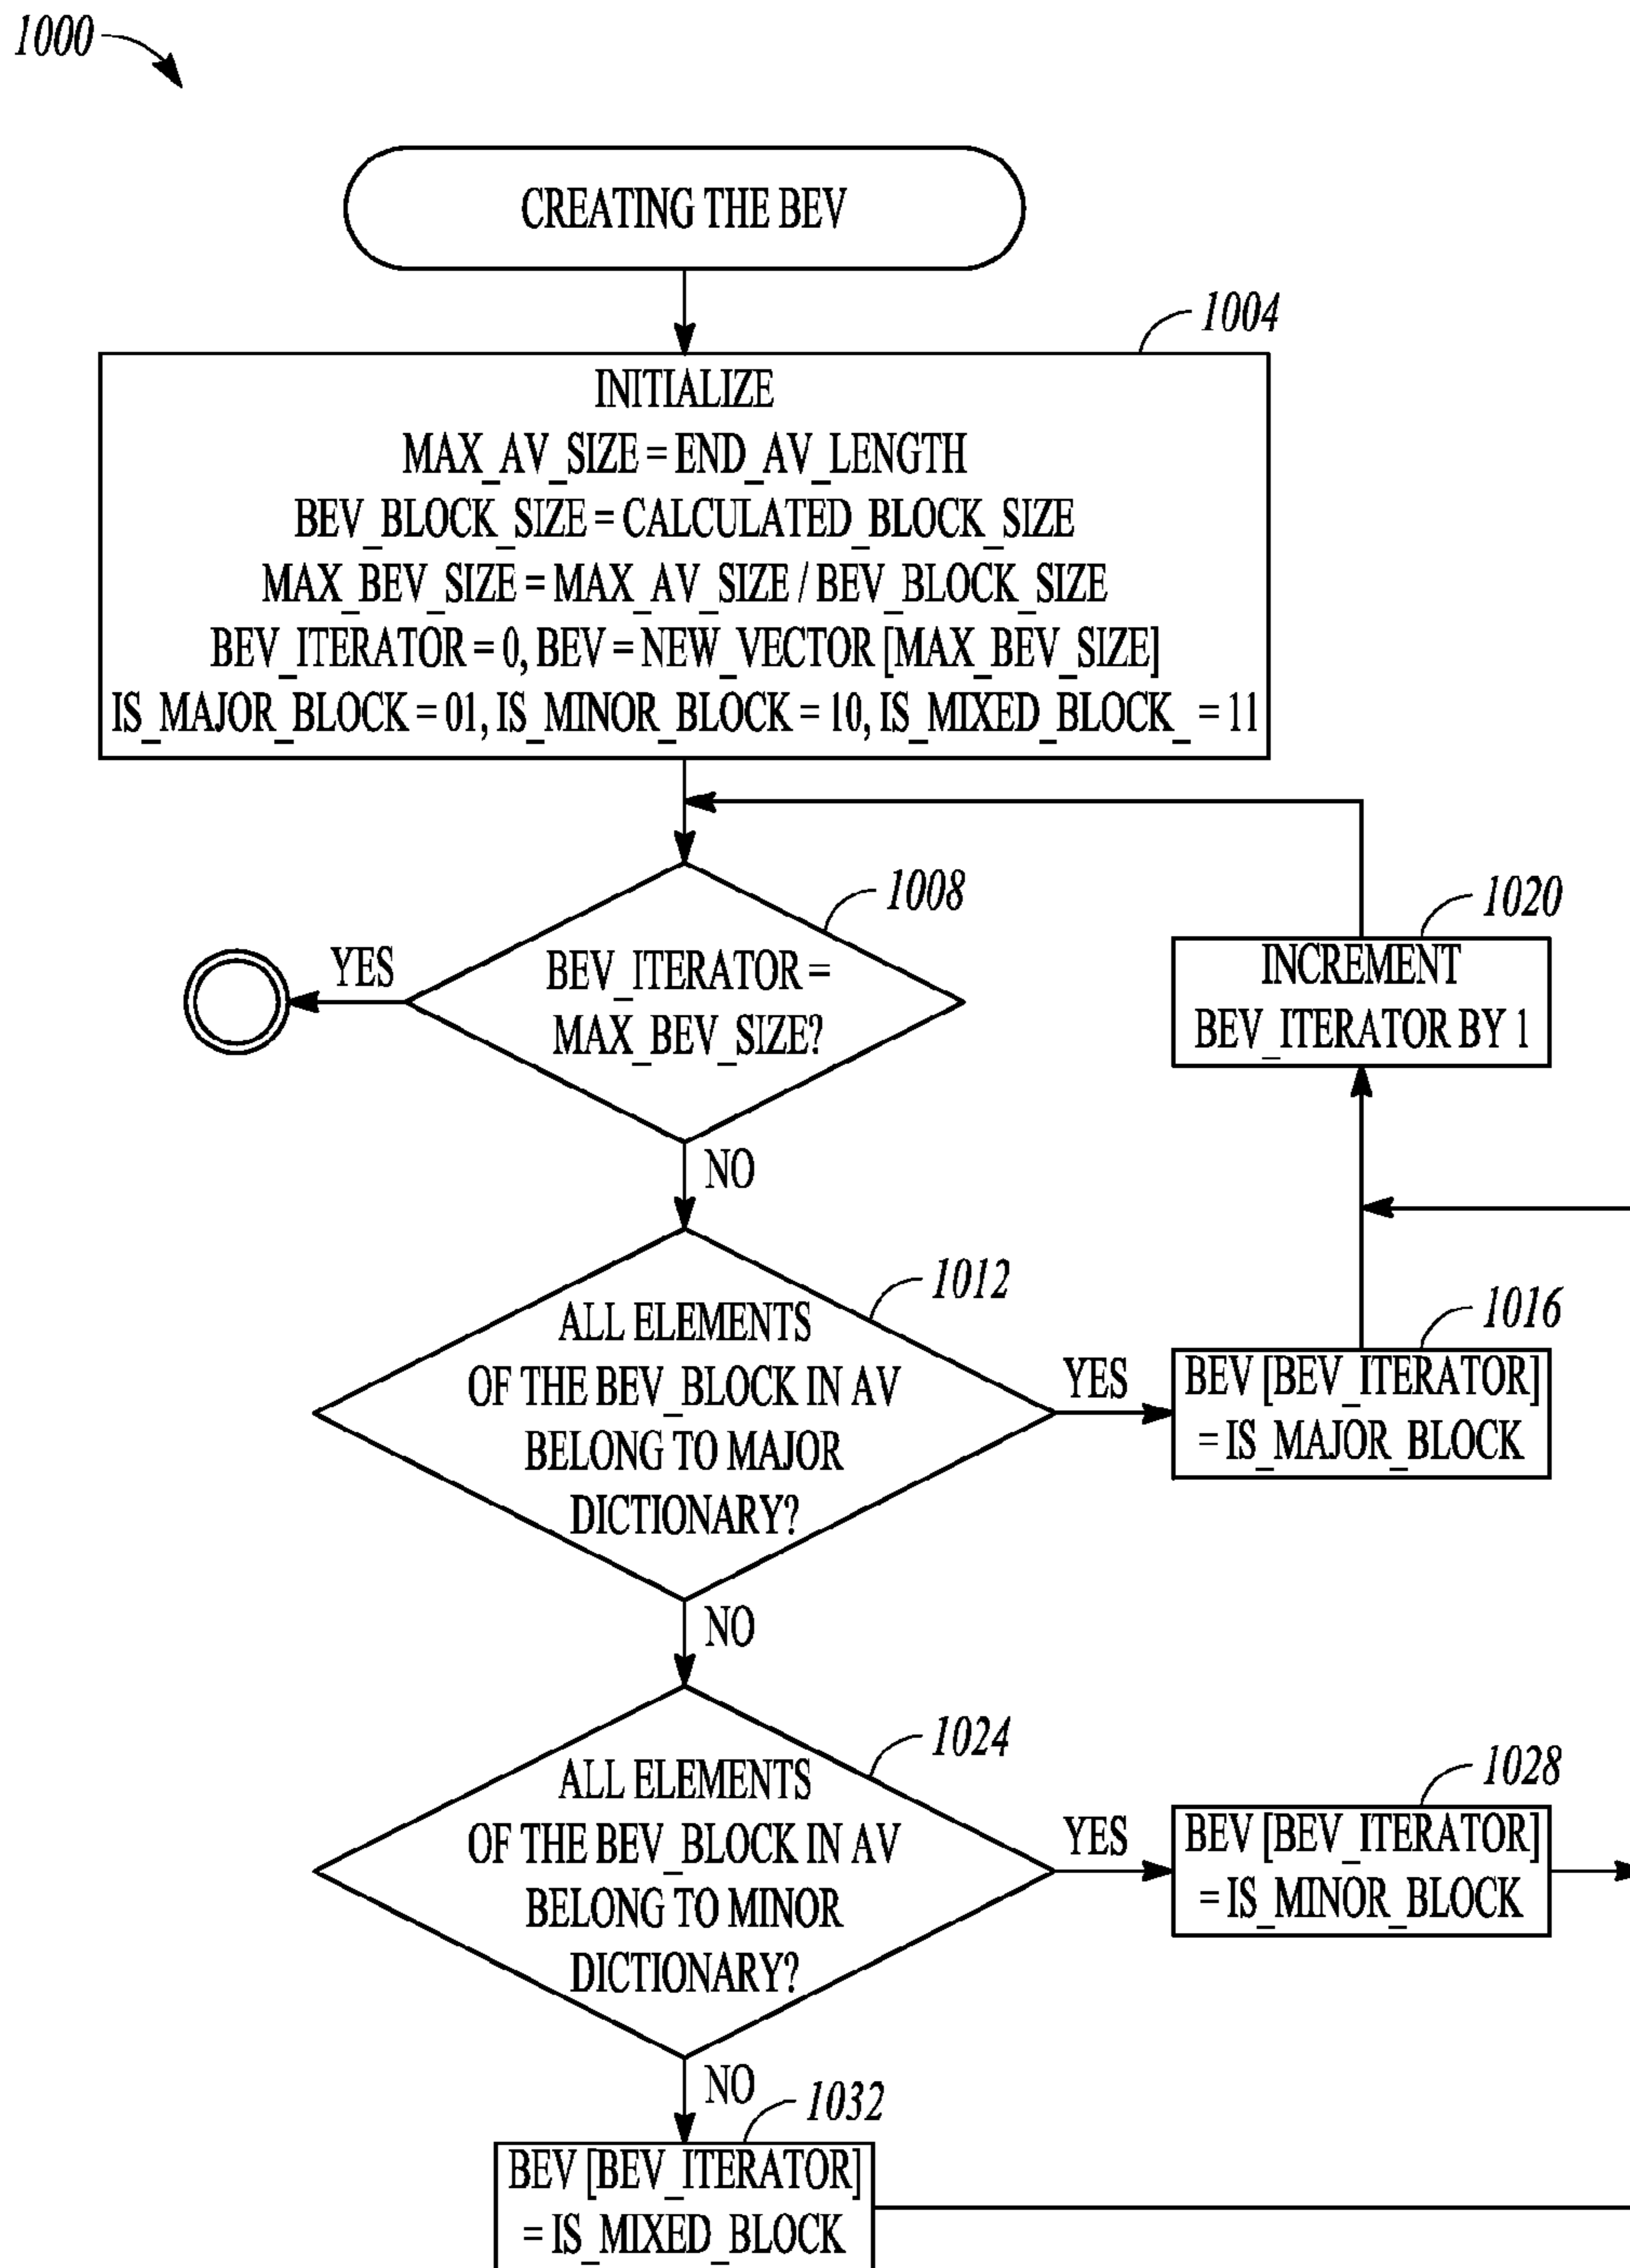 1000
CREATING THE BEV
1004
INITIALIZE
MAX_AV_SIZE = END_AV_LENGTH
BEV_BLOCK_SIZE = CALCULATED_BLOCK_SIZE
MAX_BEV_SIZE = MAX_AV_SIZE / BEV_BLOCK_SIZE
BEV_ITERATOR = 0, BEV = NEW_VECTOR [MAX_BEV_SIZE]
IS_MAJOR_BLOCK = 01, IS_MINOR_BLOCK = 10, IS_MIXED_BLOCK_ = 11
1008
BEV_ITERATOR =
MAX_BEV_SIZE?
YES
NO
1020
INCREMENT
BEV_ITERATOR BY 1
1012
ALL ELEMENTS
OF THE BEV_BLOCK IN AV
BELONG TO MAJOR
DICTIONARY?
YES
NO
1016
BEV [BEV_ITERATOR]
= IS_MAJOR_BLOCK
1024
ALL ELEMENTS
OF THE BEV_BLOCK IN AV
BELONG TO MINOR
DICTIONARY?
YES
NO
1028
BEV [BEV_ITERATOR]
= IS_MINOR_BLOCK
1032
BEV [BEV_ITERATOR]
= IS_MIXED_BLOCK